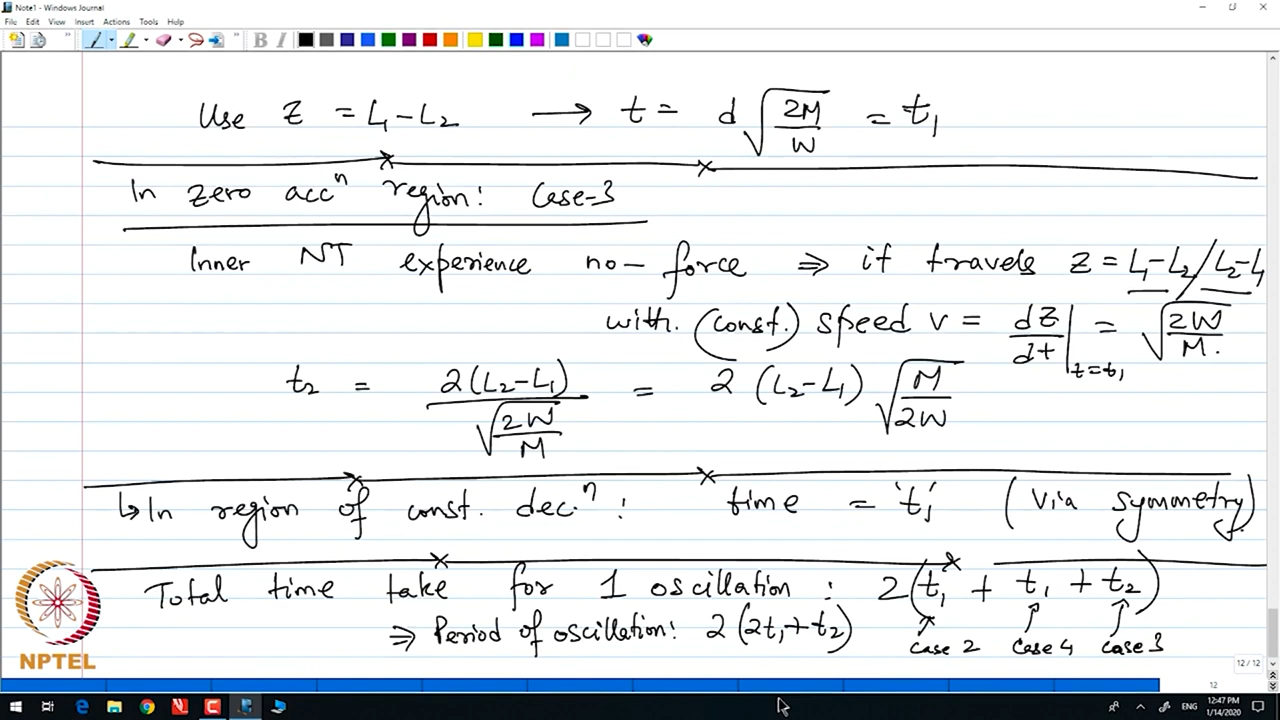 Note1 - Windows Journal
File Edit View Insert Actions Tools Help
B I
Use Z = L₁-L₂ → t = d√(2M/W) = t₁
In zero accⁿ region: Case-3
Inner NT experience no- force ⇒ it travels Z = L₁-L₂/L₂-L₁
with. (const.) speed v = dZ/dt|t=t₁ = √(2W/M.)
t₂ = 2(L₂-L₁)/√(2W/M) = 2 (L₂-L₁) √(M/2W)
↳In region of const. dec.ⁿ : time = 't₁' (via symmetry)
Total time take for 1 oscillation : 2(t₁ + t₁ + t₂)
⇒ Period of oscillation: 2(2t₁+t₂) case 2 case 4 case 3
NPTEL
12 / 12
12
ENG 12:47 PM
1/14/2020